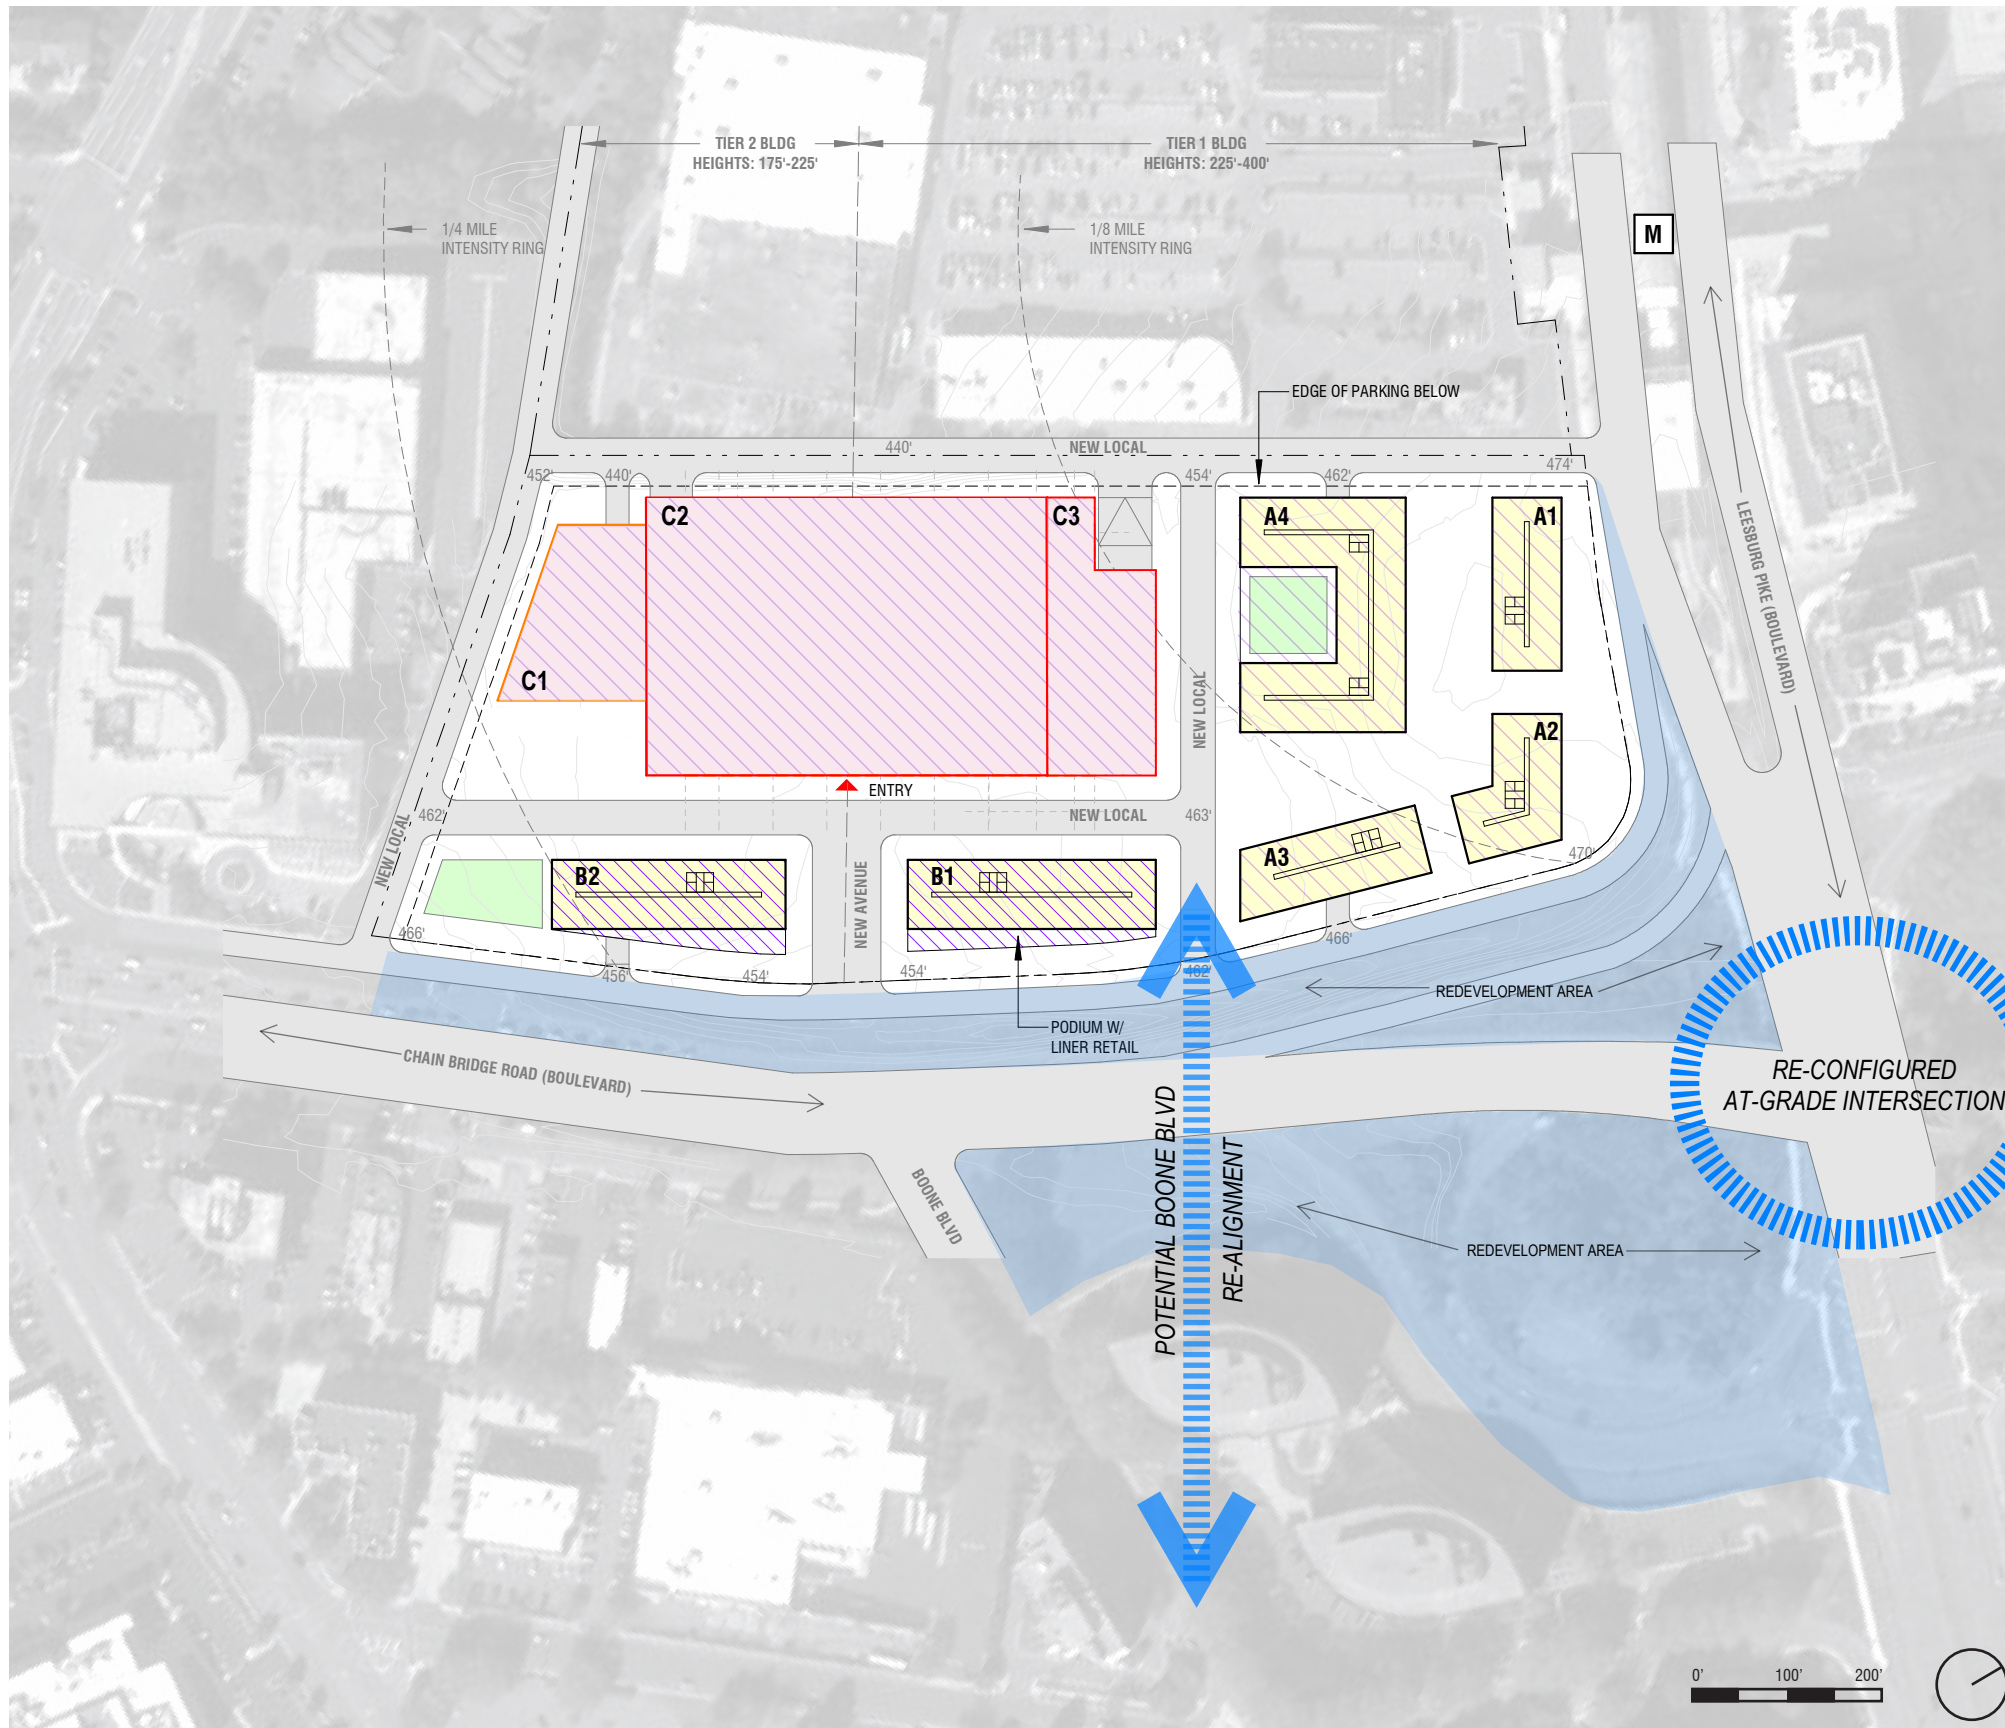 TIER 2 BLDG
HEIGHTS: 175'-225'
TIER 1 BLDG
HEIGHTS: 225'-400'
1/4 MILE
INTENSITY RING
1/8 MILE
INTENSITY RING
M
EDGE OF PARKING BELOW
440'
NEW LOCAL
452'
440'
454'
462'
474'
C2
C3
A4
A1
LEESBURG PIKE (BOULEVARD)
C1
NEW LOCAL
A2
ENTRY
462'
NEW LOCAL
463'
NEW LOCAL
B2
NEW AVENUE
B1
A3
470'
466'
466'
456'
454'
454'
462'
REDEVELOPMENT AREA
PODIUM W/
LINER RETAIL
CHAIN BRIDGE ROAD (BOULEVARD)
RE-CONFIGURED
AT-GRADE INTERSECTION
POTENTIAL BOONE BLVD
RE-ALIGNMENT
BOONE BLVD
REDEVELOPMENT AREA
0'
100'
200'